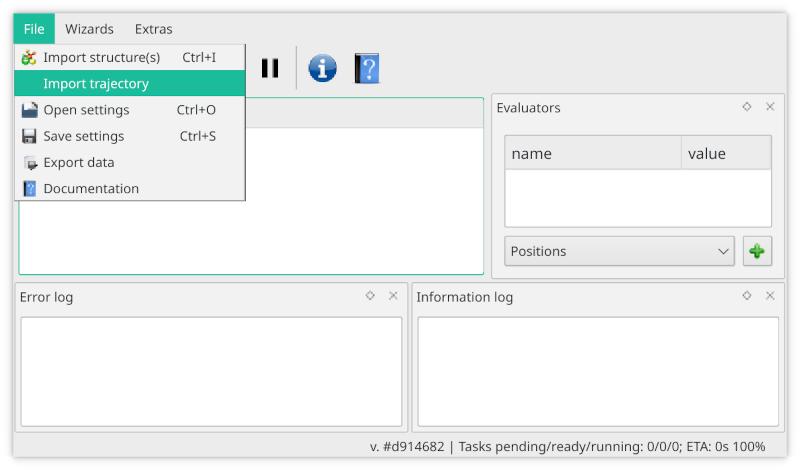 File Wizards Extras
Import structure(s) Ctrl+I
Import trajectory
Open settings Ctrl+O
Save settings Ctrl+S
Export data
Documentation
Evaluators
name value
Positions
Error log
Information log
v. #d914682 | Tasks pending/ready/running: 0/0/0; ETA: 0s 100%